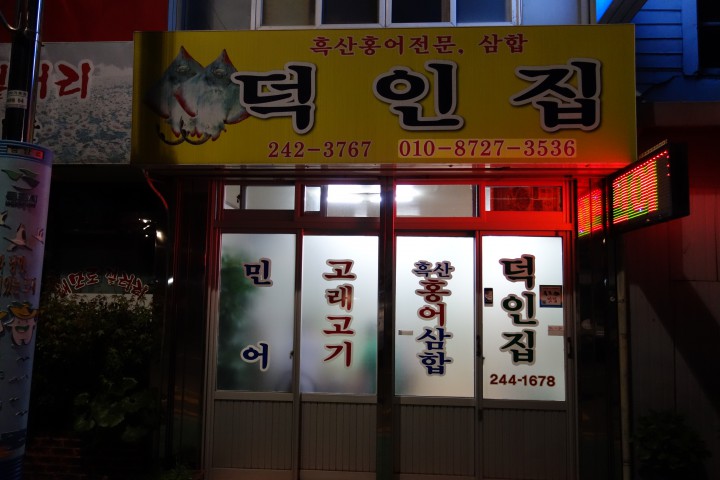 흑산홍어전문, 삼합
덕인집
242-3767 010-8727-3536
민어
고래고기
흑산
홍어삼합
덕인집
244-1678